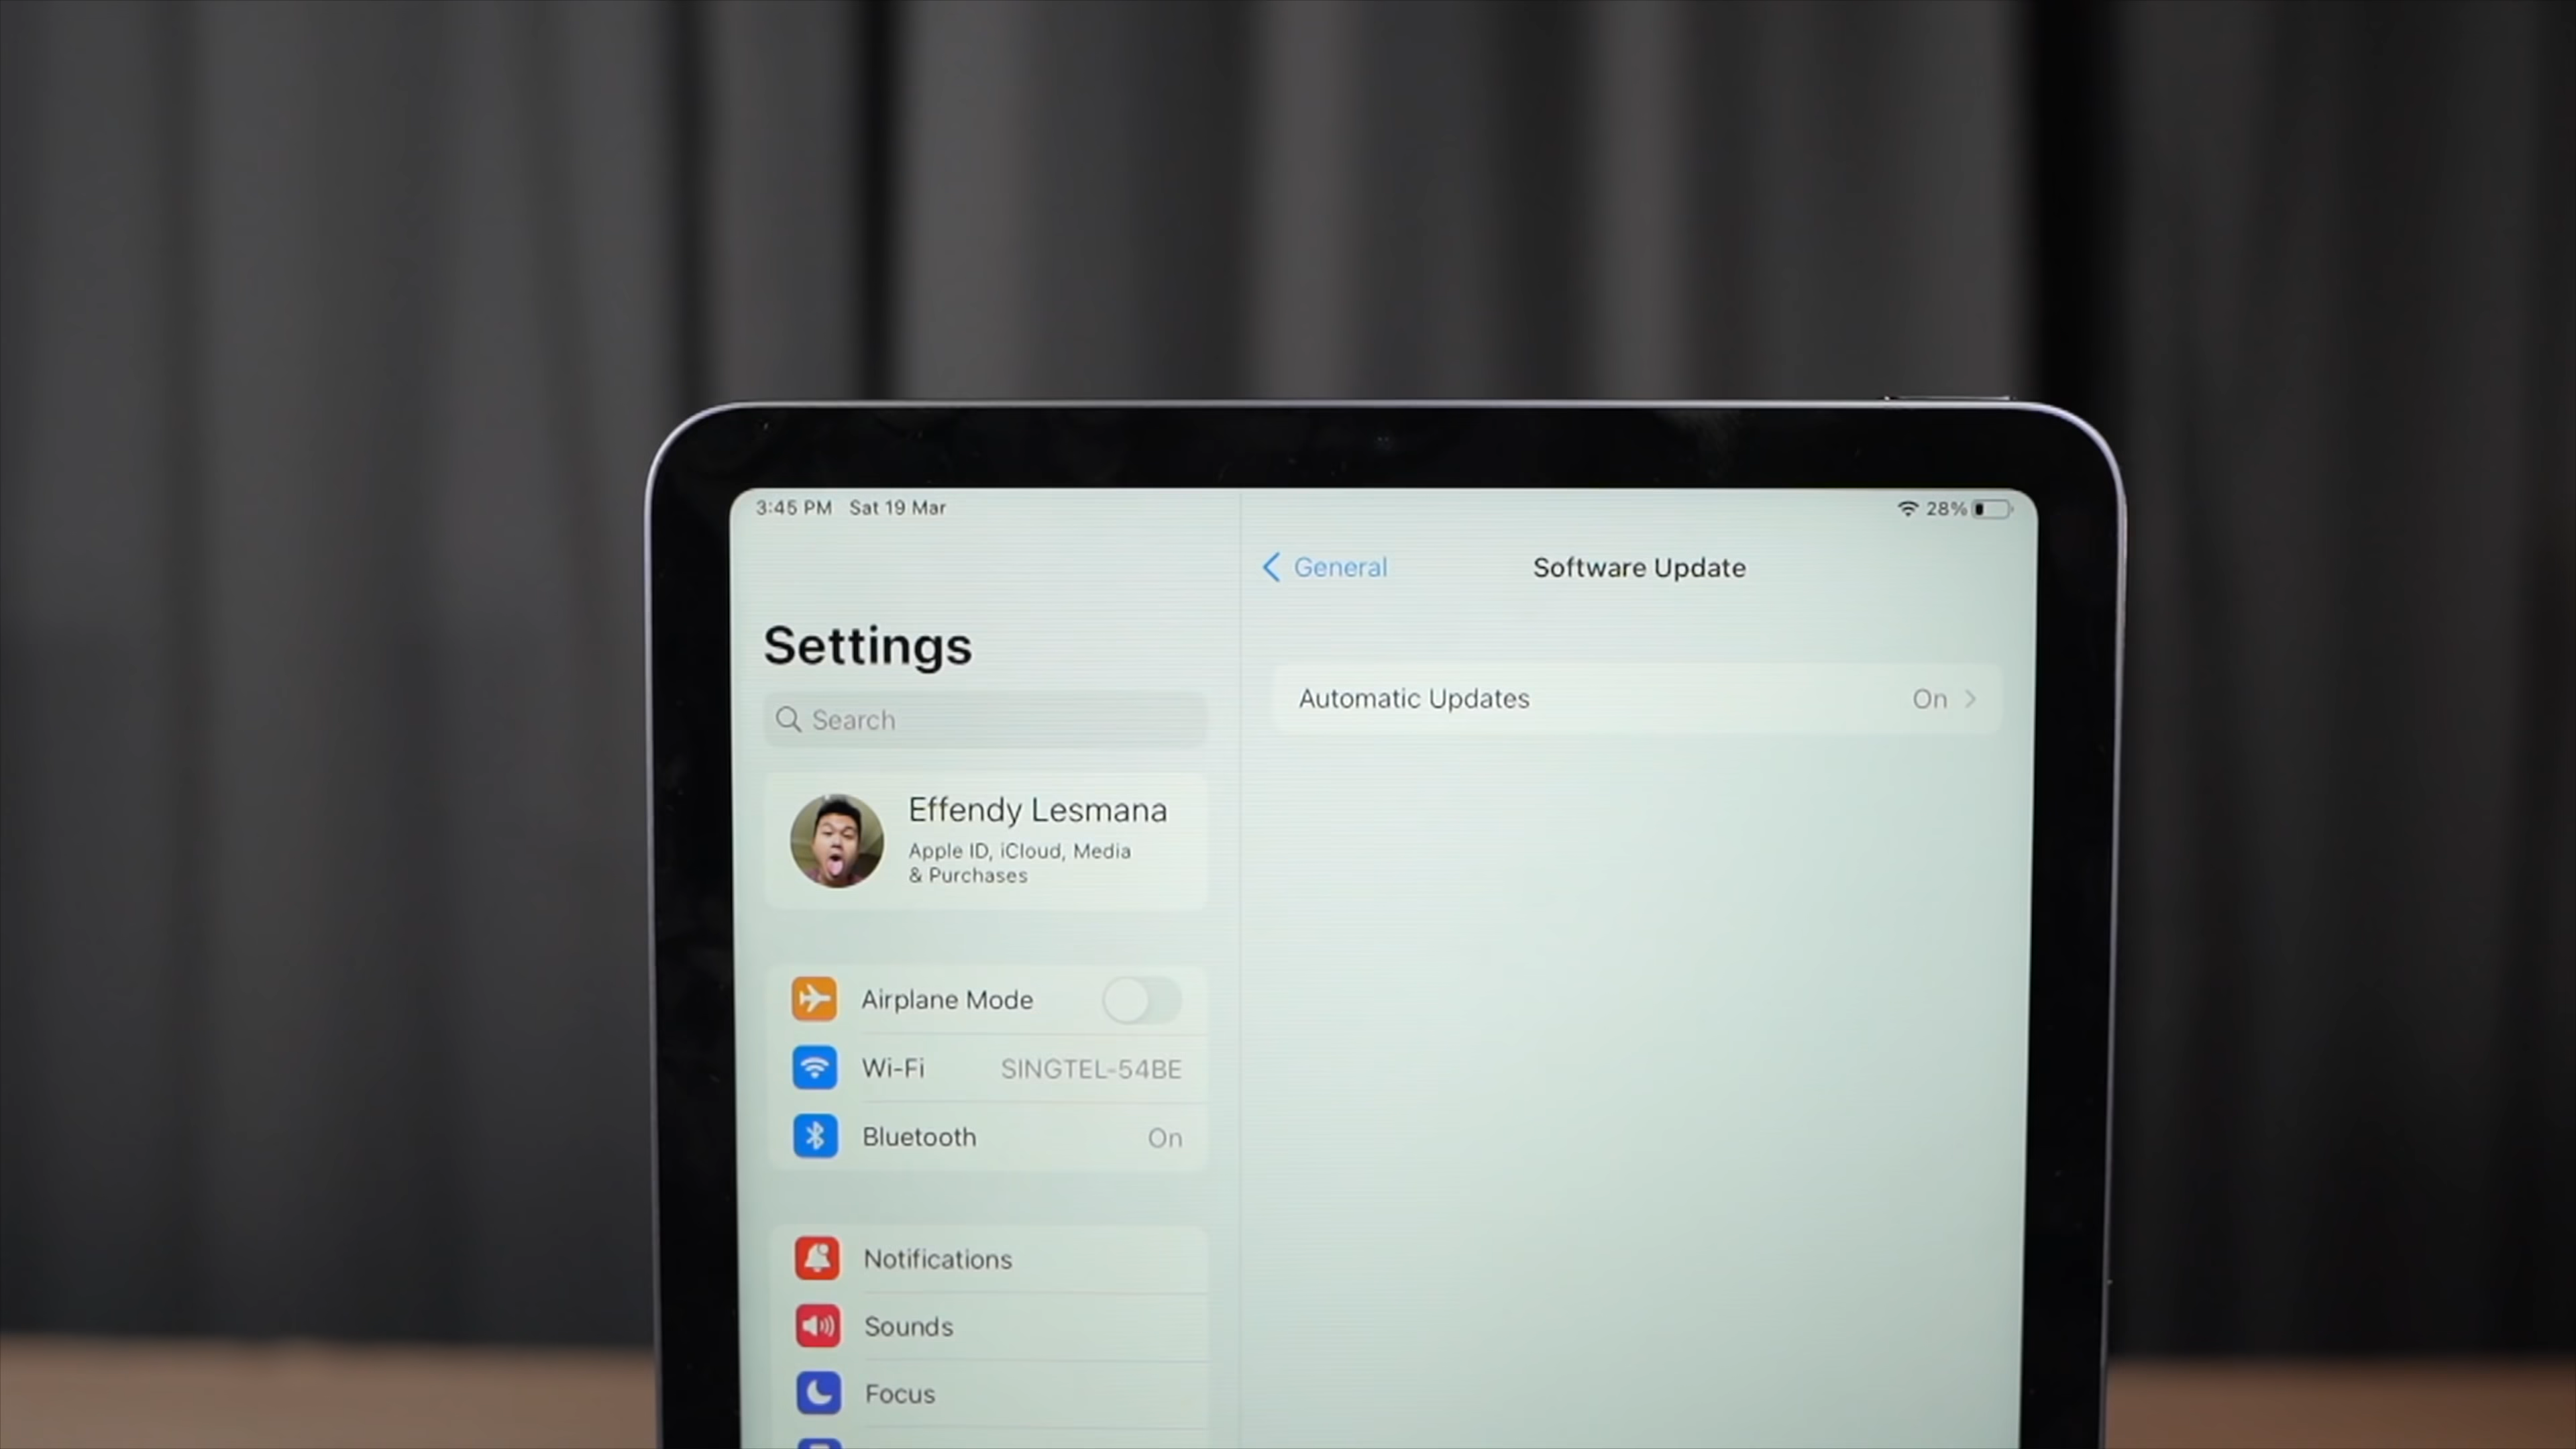 3:45 PM Sat 19 Mar
28%
Settings
Search
Effendy Lesmana
Apple ID, iCloud, Media
& Purchases
Airplane Mode
Wi-Fi SINGTEL-54BE
Bluetooth On
Notifications
Sounds
Focus
General
Software Update
Automatic Updates On